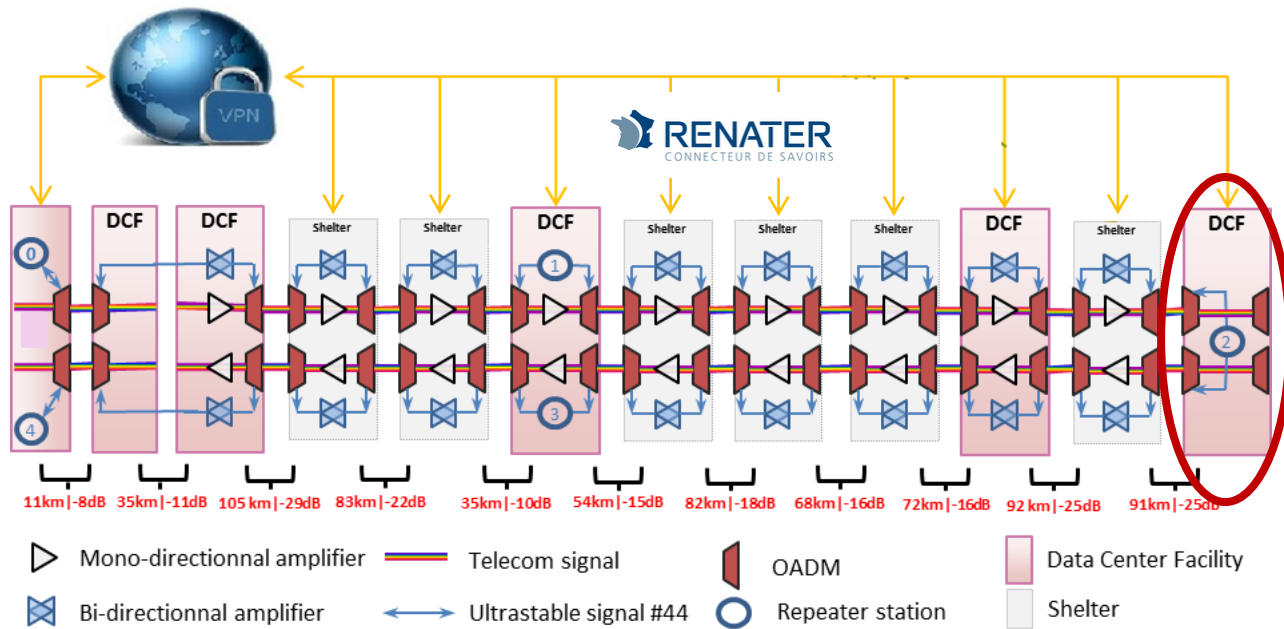 VPN
RENATER
CONNECTEUR DE SAVOIRS
DCF
DCF
Shelter
Shelter
DCF
Shelter
Shelter
Shelter
DCF
Shelter
DCF
0
1
2
4
3
11km|-8dB
35km|-11dB
105 km|-29dB
83km|-22dB
35km|-10dB
54km|-15dB
82km|-18dB
68km|-16dB
72km|-16dB
92 km|-25dB
91km|-25dB
Mono-directionnal amplifier
Telecom signal
OADM
Data Center Facility
Bi-directionnal amplifier
Ultrastable signal #44
Repeater station
Shelter